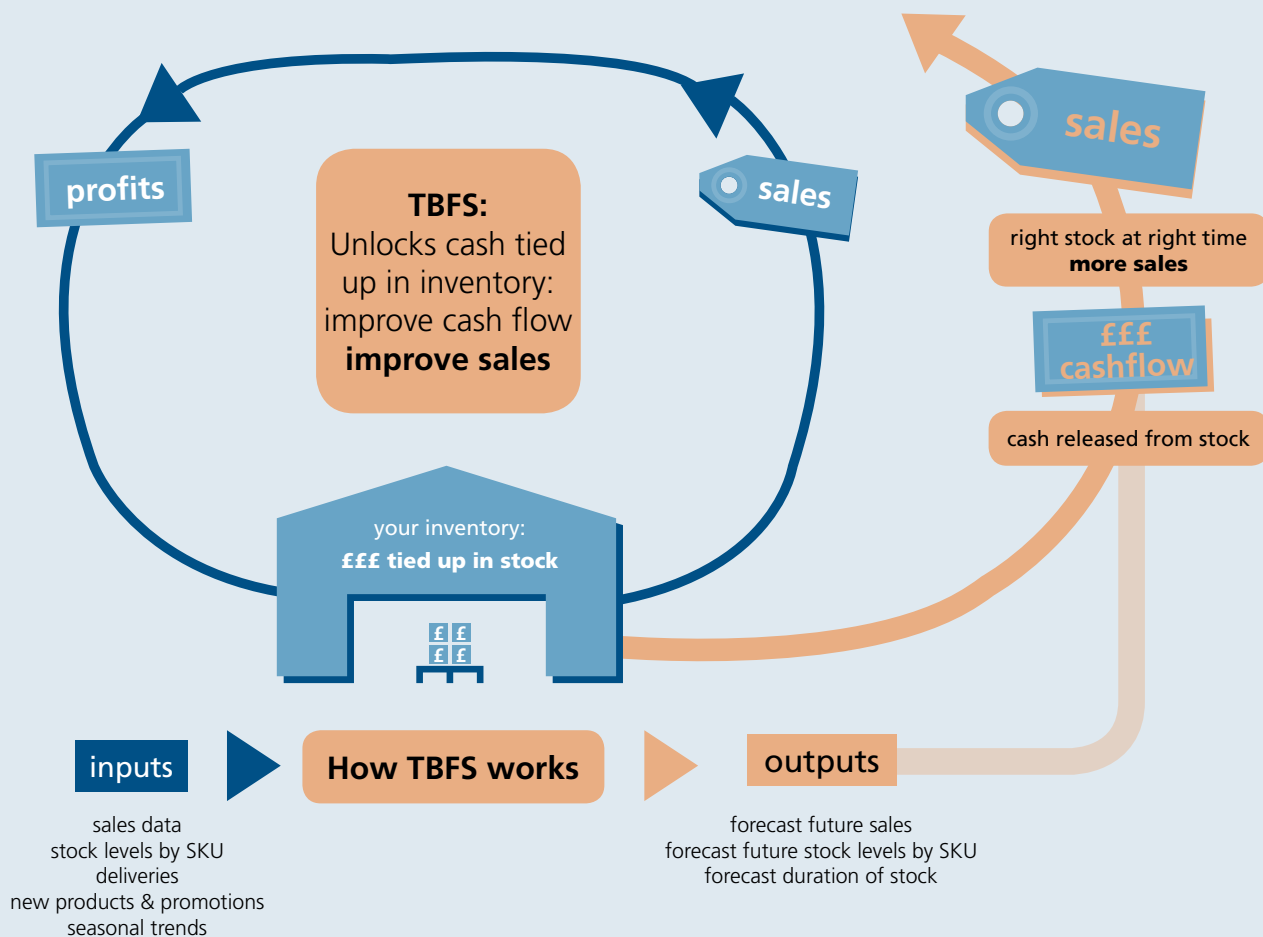 profits
TBFS:
Unlocks cash tied
up in inventory:
improve cash flow
improve sales
sales
sales
right stock at right time
more sales
£££
cashflow
cash released from stock
your inventory:
£££ tied up in stock
£ £
£ £
inputs
How TBFS works
outputs
sales data
stock levels by SKU
deliveries
new products & promotions
seasonal trends
forecast future sales
forecast future stock levels by SKU
forecast duration of stock